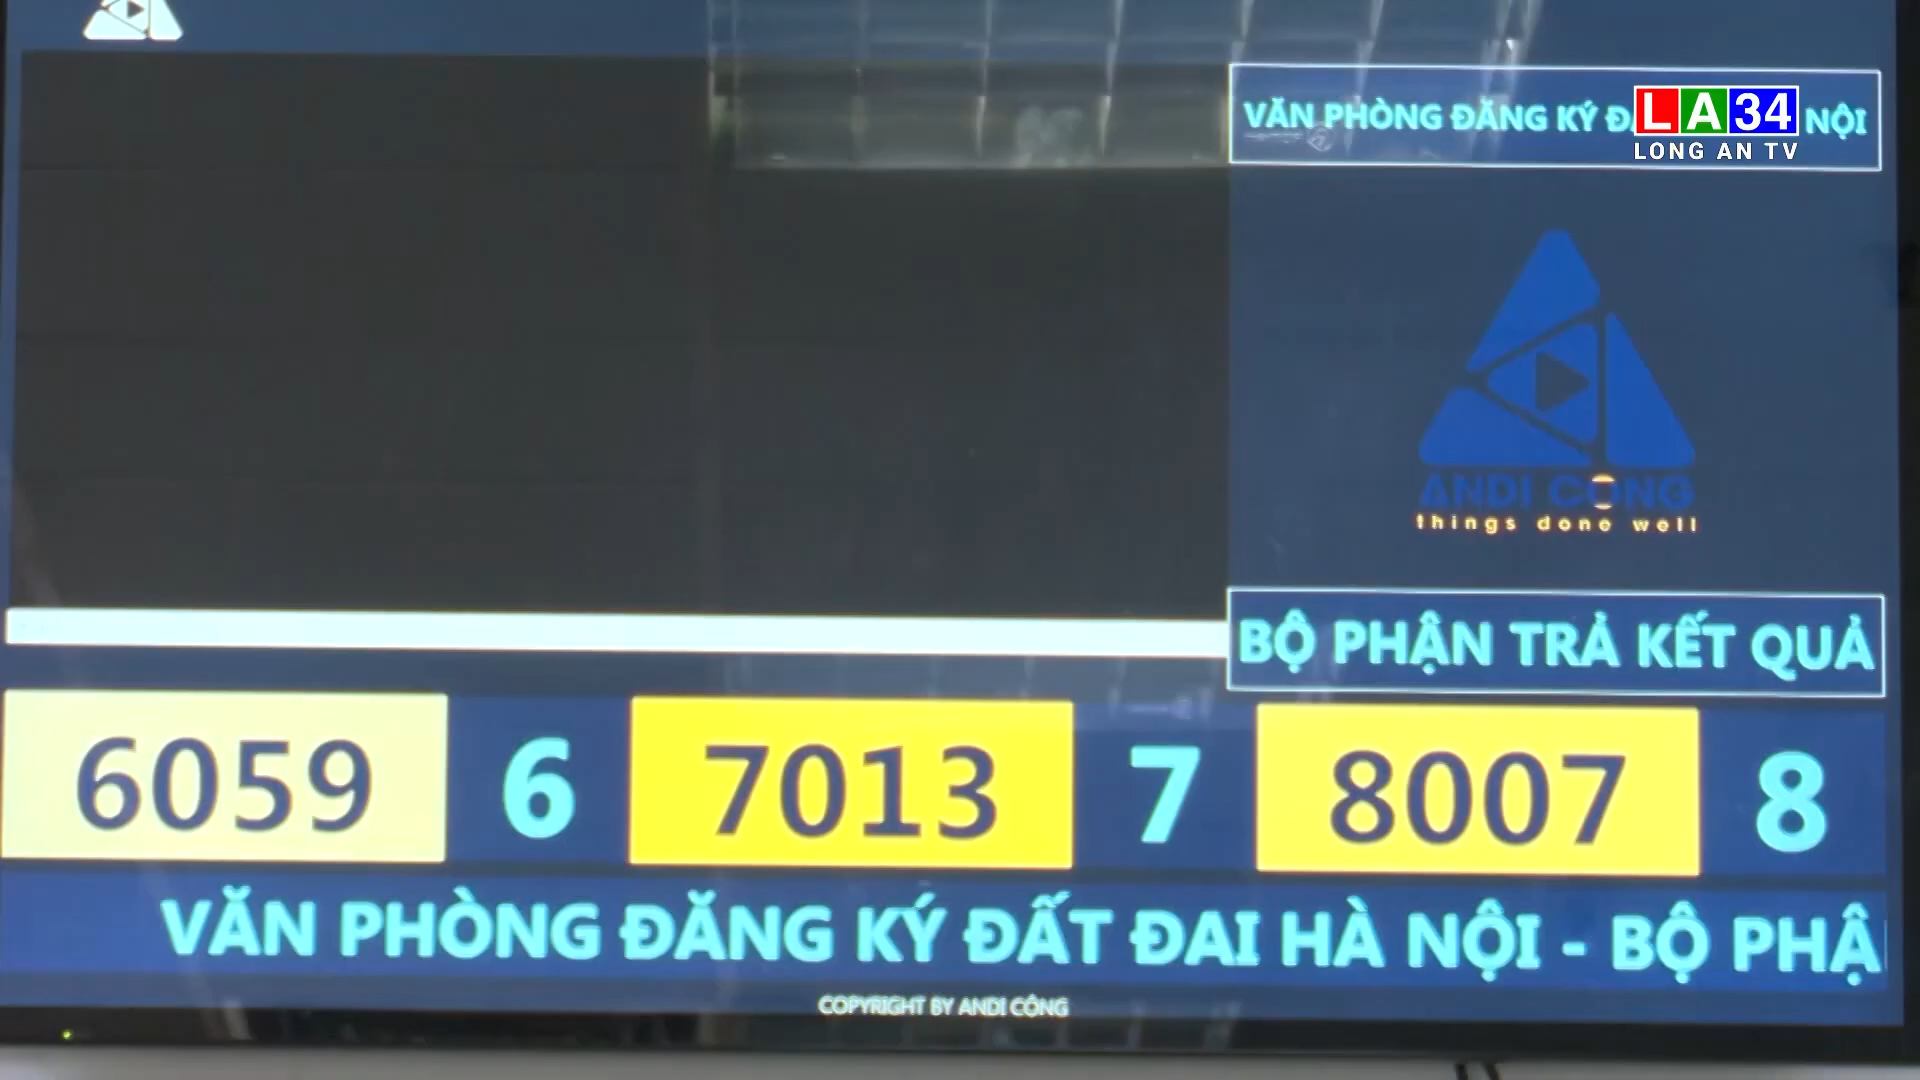 VĂN PHÒNG ĐĂNG KÝ NỘI
LA34
LONG AN TV
ANDI CÔNG
things done well
BỘ PHẬN TRẢ KẾT QUẢ
6059 6 7013 7 8007 8
VĂN PHÒNG ĐĂNG KÝ ĐẤT ĐAI HÀ NỘI - BỘ PHẬ
COPYRIGHT BY ANDI CÔNG